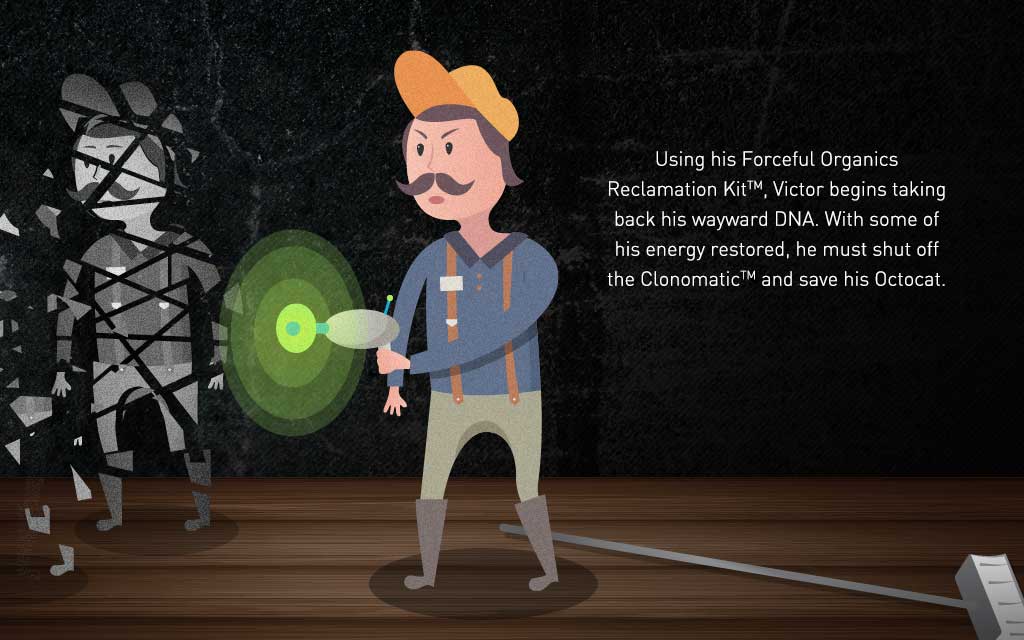 Using his Forceful Organics
Reclamation Kit™, Victor begins taking
back his wayward DNA. With some of
his energy restored, he must shut off
the Clonomatic™ and save his Octocat.